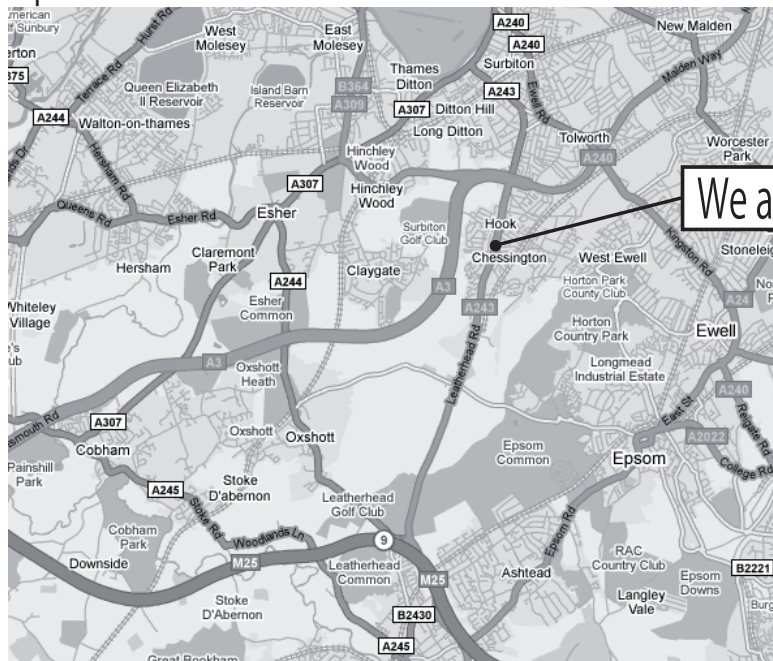 American
Sunbury
Hurst Rd
West
Molesey
East
Molesey
A240
New Malden
A240
Surbiton
Thames
Ditton
Malden Way
Terrace Rd
Queen Elizabeth
II Reservoir
Island Barn
Reservoir
B364
A309
A243
Ewell Rd
A307
Ditton Hill
A244
Walton-on-thames
Long Ditton
Tolworth
Worcester
Park
Hersham Rd
Hinchley
Wood
A240
A307
Hinchley
Wood
We a
Queens Rd
Esher Rd
Esher
Surbiton
Golf Club
Hook
Kingston Rd
Claremont
Park
Chessington
West Ewell
Hersham
Claygate
A244
A3
Horton Park
County Club
Whiteley
Village
Esher
Common
A243
A24
Horton
Country Park
Ewell
A3
Oxshott
Heath
Leatherhead Rd
Longmead
Industrial Estate
A240
East St
Reigate Rd
A307
Cobham
Oxshott
Oxshott
A2022
Painshill
Park
Epsom
Common
Epsom
College Rd
A245
Stoke
D'abernon
Leatherhead
Golf Club
Stoke Rd
Cobham
Park
Woodlands Ln
9
Epsom Rd
Downside
M25
Leatherhead
Common
M25
Ashtead
RAC
Country Club
Epsom
Downs
B2221
Stoke
D'Abernon
Langley
Vale
B2430
A245
Great Bookham